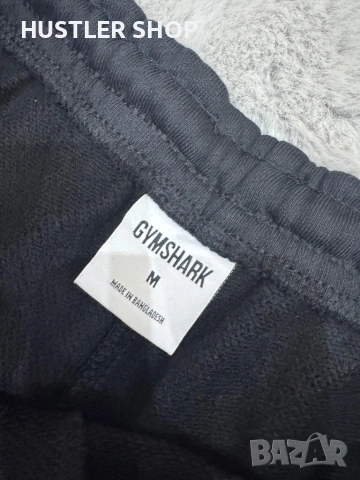 HUSTLER SHOP
GYMSHARK
M
MADE IN BANGLADESH
BAZAR